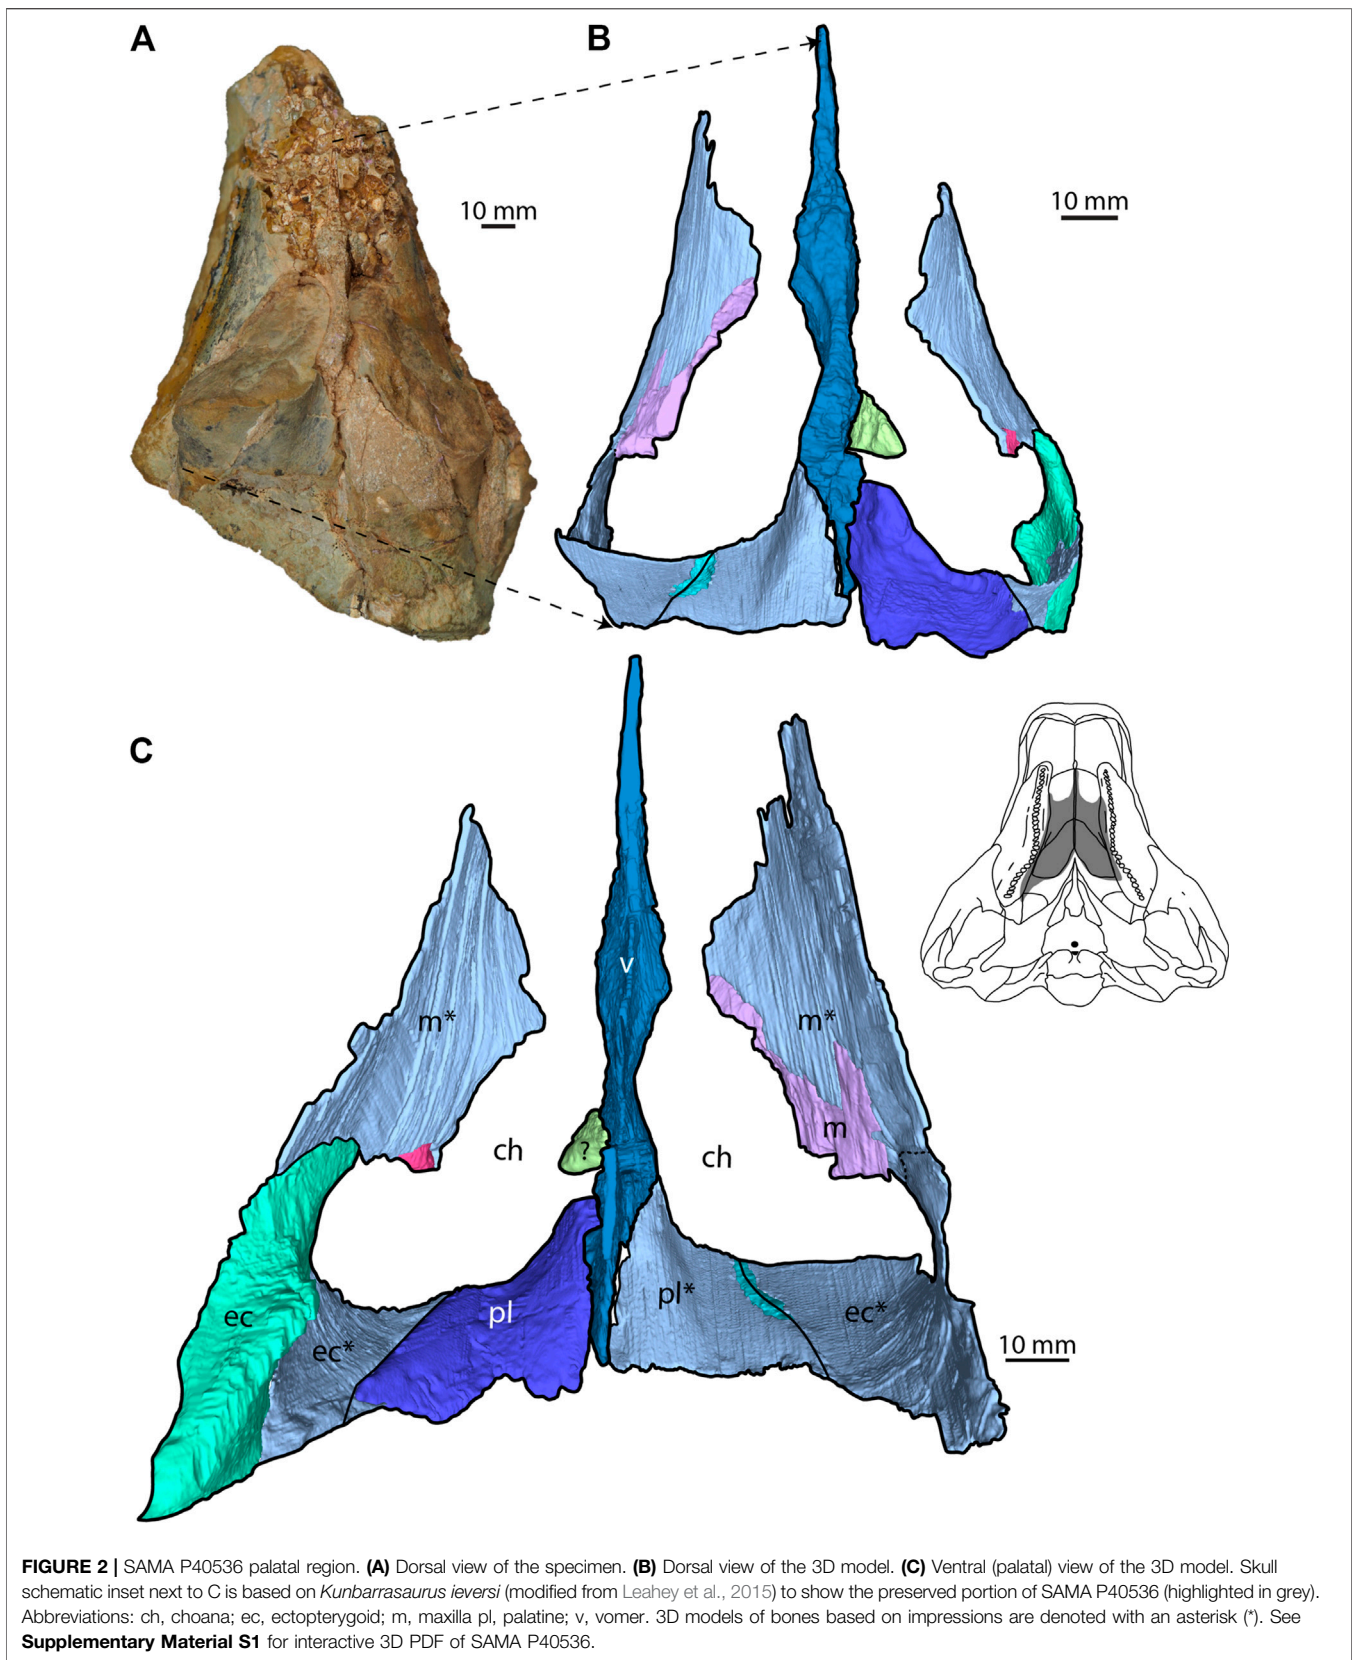 A
B
10 mm
10 mm
C
v
m*
m*
m
ch
?
ch
ec
ec*
pl
pl*
ec*
10 mm
FIGURE 2 | SAMA P40536 palatal region. (A) Dorsal view of the specimen. (B) Dorsal view of the 3D model. (C) Ventral (palatal) view of the 3D model. Skull
schematic inset next to C is based on Kunbarrasaurus ieversi (modified from Leahey et al., 2015) to show the preserved portion of SAMA P40536 (highlighted in grey).
Abbreviations: ch, choana; ec, ectopterygoid; m, maxilla pl, palatine; v, vomer. 3D models of bones based on impressions are denoted with an asterisk (*). See
Supplementary Material S1 for interactive 3D PDF of SAMA P40536.